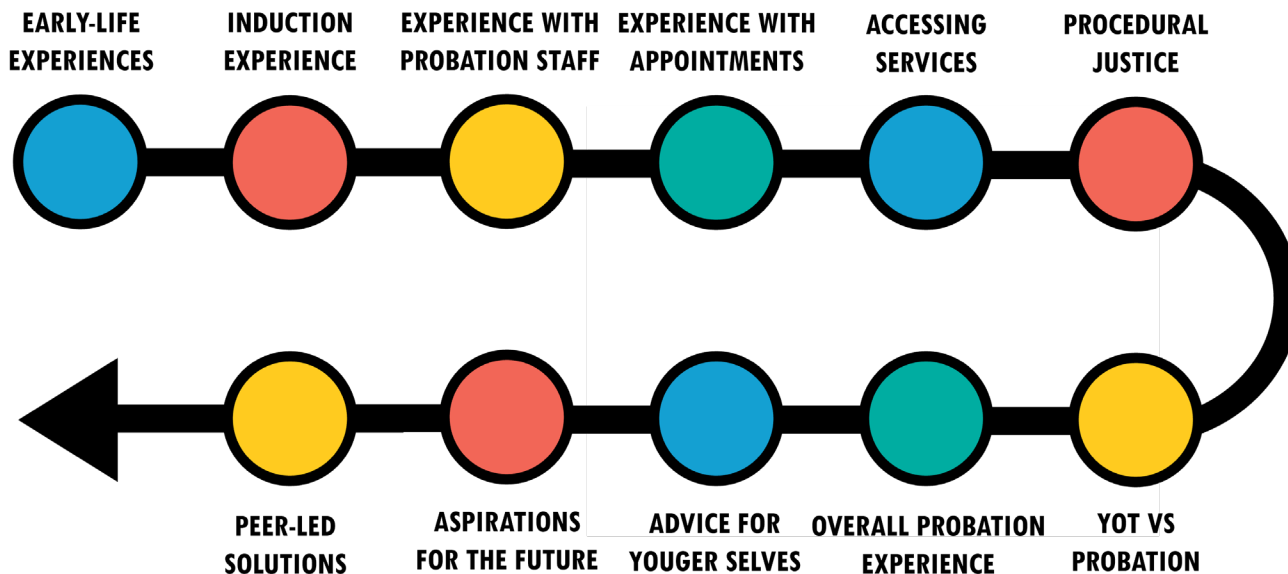 EARLY-LIFE
EXPERIENCES
INDUCTION
EXPERIENCE
EXPERIENCE WITH
PROBATION STAFF
EXPERIENCE WITH
APPOINTMENTS
ACCESSING
SERVICES
PROCEDURAL
JUSTICE
YOT VS
PROBATION
OVERALL PROBATION
EXPERIENCE
ADVICE FOR
YOUGER SELVES
ASPIRATIONS
FOR THE FUTURE
PEER-LED
SOLUTIONS